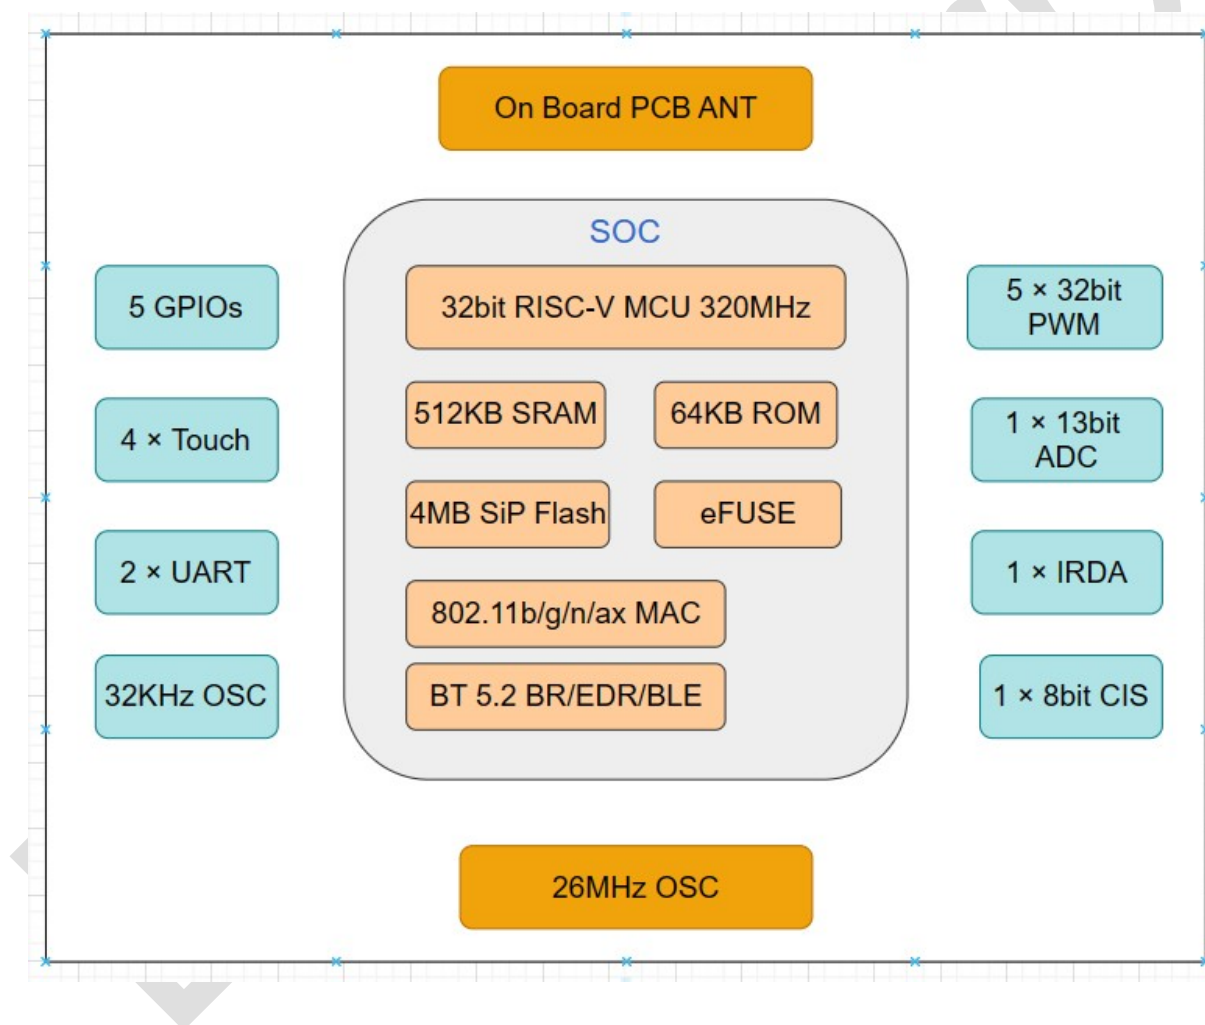 On Board PCB ANT
SOC
5 GPIOs
32bit RISC-V MCU 320MHz
5 × 32bit
PWM
4 × Touch
512KB SRAM
64KB ROM
1 × 13bit
ADC
4MB SiP Flash
eFUSE
2 × UART
802.11b/g/n/ax MAC
1 × IRDA
32KHz OSC
BT 5.2 BR/EDR/BLE
1 × 8bit CIS
26MHz OSC